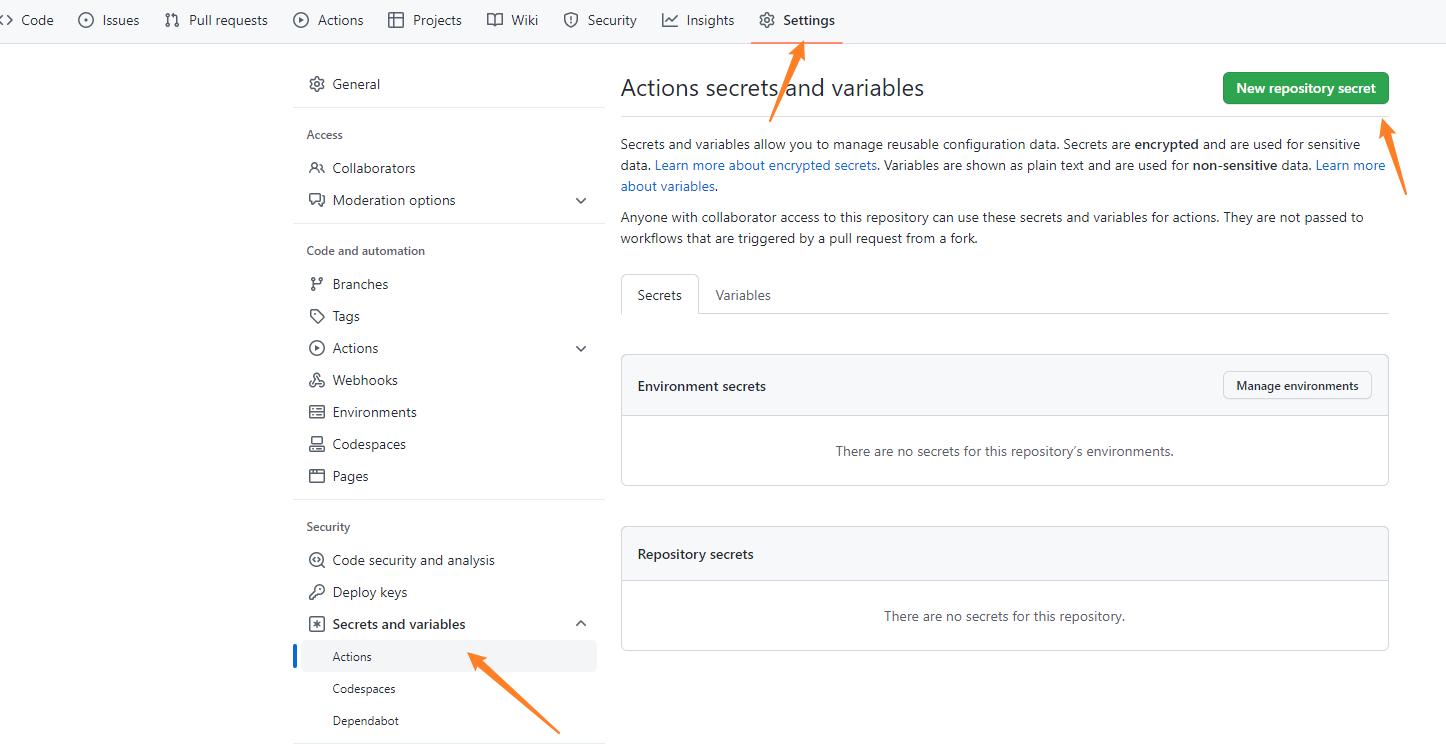 Code Issues Pull requests Actions Projects Wiki Security Insights Settings
General
Access
Collaborators
Moderation options
Code and automation
Branches
Tags
Actions
Webhooks
Environments
Codespaces
Pages
Security
Code security and analysis
Deploy keys
Secrets and variables
Actions
Codespaces
Dependabot
Actions secrets and variables
New repository secret
Secrets and variables allow you to manage reusable configuration data. Secrets are encrypted and are used for sensitive
data. Learn more about encrypted secrets. Variables are shown as plain text and are used for non-sensitive data. Learn more
about variables.
Anyone with collaborator access to this repository can use these secrets and variables for actions. They are not passed to
workflows that are triggered by a pull request from a fork.
Secrets Variables
Environment secrets
Manage environments
There are no secrets for this repository’s environments.
Repository secrets
There are no secrets for this repository.